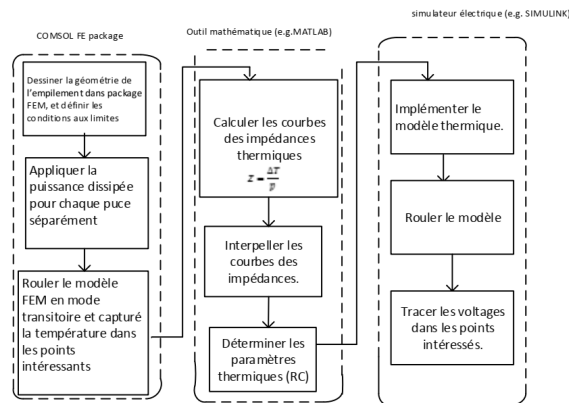 COMSOL FE package
Dessiner la géométrie de
l'empilement dans package
FEM, et définir les
conditions aux limites
Appliquer la
puissance dissipée
pour chaque puce
séparément
Rouler le modèle
FEM en mode
transitoire et capturé
la température dans
les points
intéressants
Outil mathématique (e.g.MATLAB)
Calculer les courbes
des impédances
thermiques
Z = ΔT/p
Interpeller les
courbes des
impédances.
Déterminer les
paramètres
thermiques (RC)
simulateur électrique (e.g. SIMULINK)
Implémenter le
modèle thermique.
Rouler le modèle
Tracer les voltages
dans les points
intéressés.